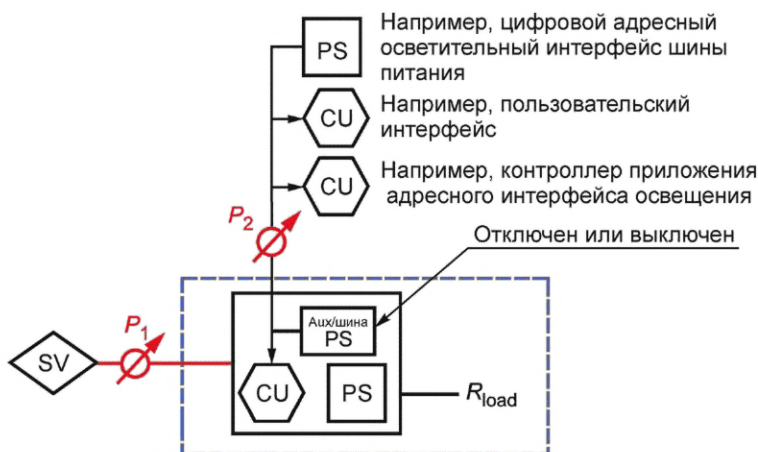 PS
Например, цифровой адресный
осветительный интерфейс шины
питания
CU
Например, пользовательский
интерфейс
CU
Например, контроллер приложения
адресного интерфейса освещения
P2
Отключен или выключен
P1
Aux/шина
PS
SV
CU
PS
Rload